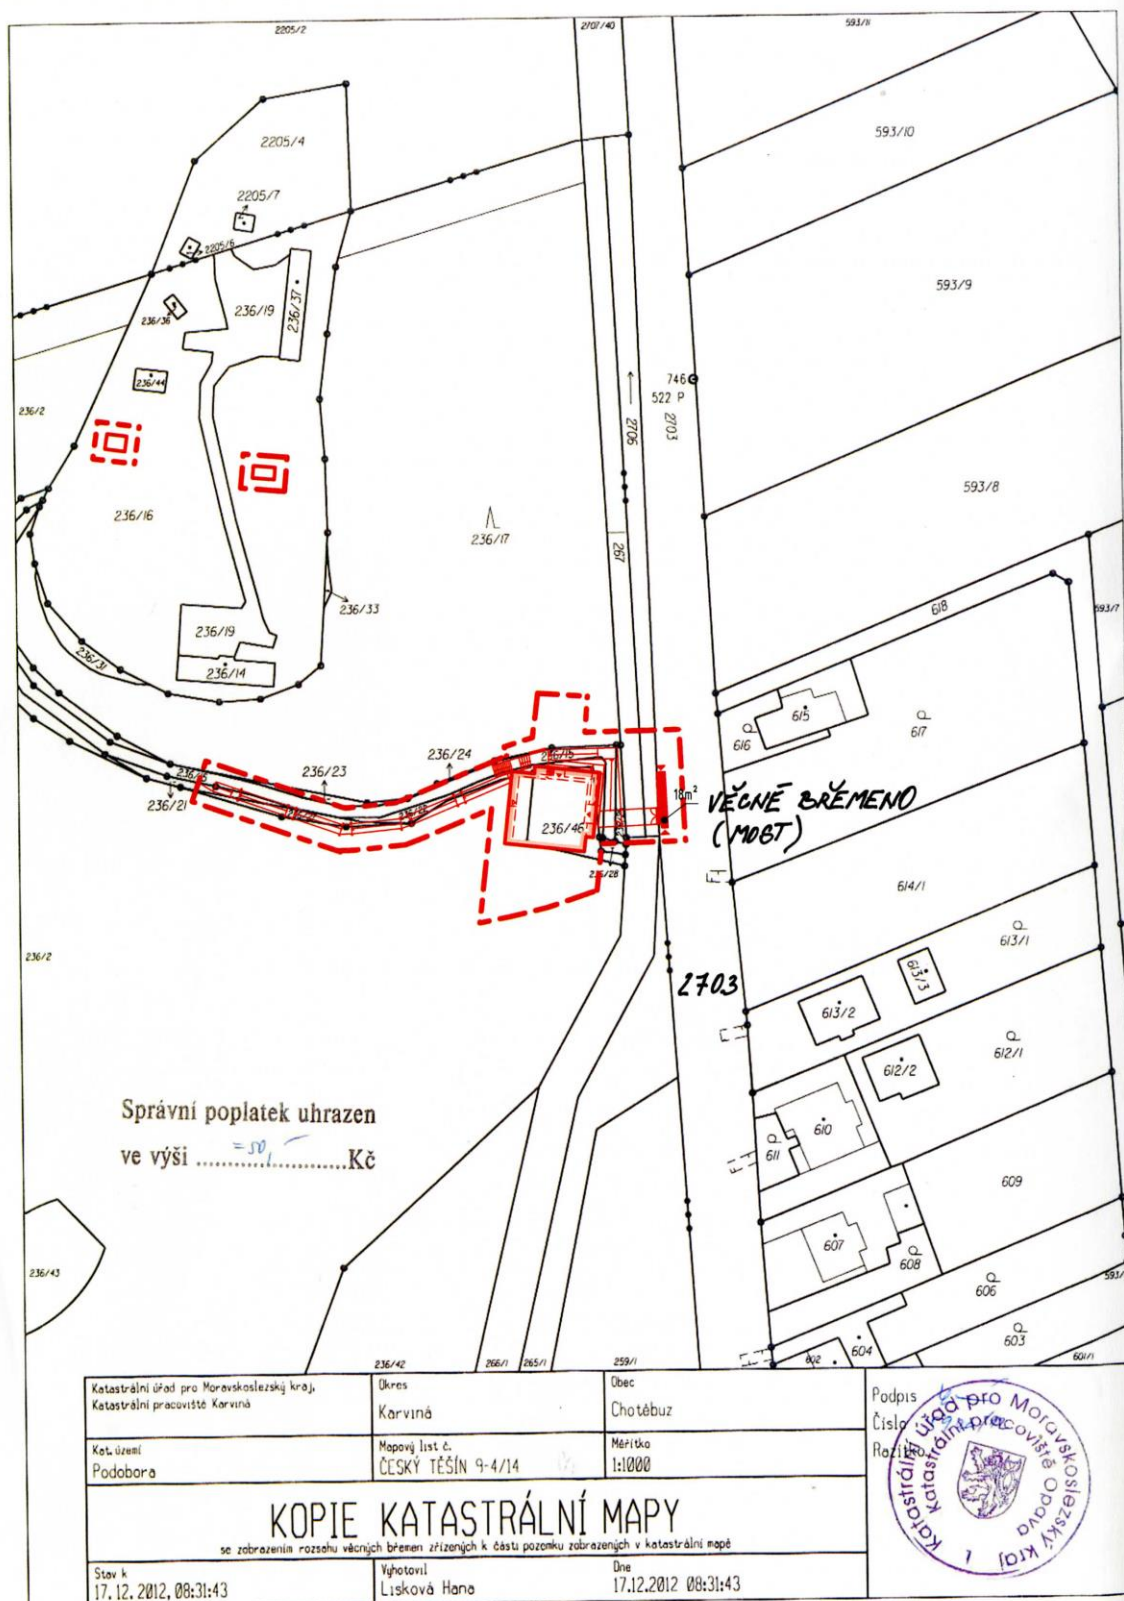 2205/2
2707/40
593/11
593/10
2205/4
2205/7
2205/6
593/9
236/36
236/19
236/37
236/44
746
522 P
2703
2706
236/2
593/8
236/16
236/17
267
236/33
618
593/7
236/19
236/31
236/14
615
616
617
236/24
236/15
236/23
236/21
18m²
VĚCNÉ BŘEMENO
(MOST)
236/46
236/28
614/1
613/1
236/2
2703
613/3
613/2
612/1
612/2
Správní poplatek uhrazen
ve výši =50,- Kč
610
611
609
607
608
236/43
606
603
604
602
601/1
236/42
266/1
265/1
259/1
Katastrální úřad pro Moravskoslezský kraj,
Katastrální pracoviště Karviná
Okres
Karviná
Obec
Chotěbuz
Podpis
Číslo
Razítko
Kat. území
Podobora
Mapový list č.
ČESKÝ TĚŠÍN 9-4/14
Měřítko
1:1000
KOPIE KATASTRÁLNÍ MAPY
se zobrazením rozsahu věcných břemen zřízených k části pozemku zobrazených v katastrální mapě
Stav k
17.12.2012, 08:31:43
Vyhotovil
Lisková Hana
Dne
17.12.2012 08:31:43
Katastrální úřad pro Moravskoslezský kraj
Katastrální pracoviště Opava
1